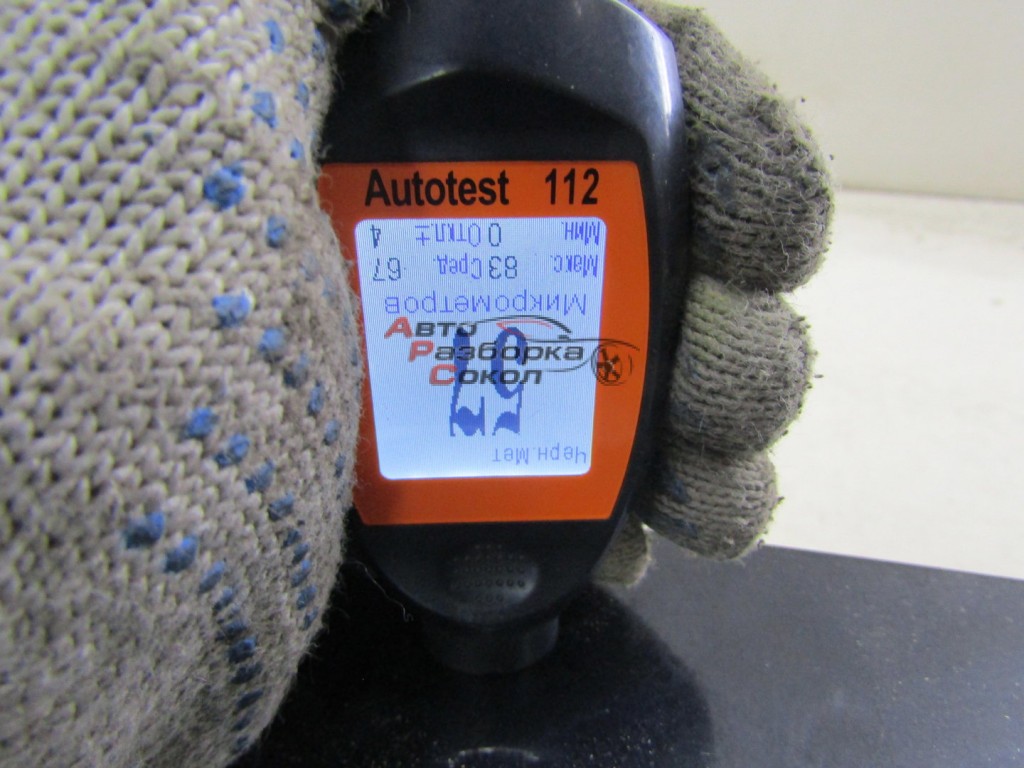 Autotest 112
Черн.Мет
Микрометров
Макс. 83 Сред. 67
Мин. 0 Откл.± 4
Авто
Разборка
Сокол